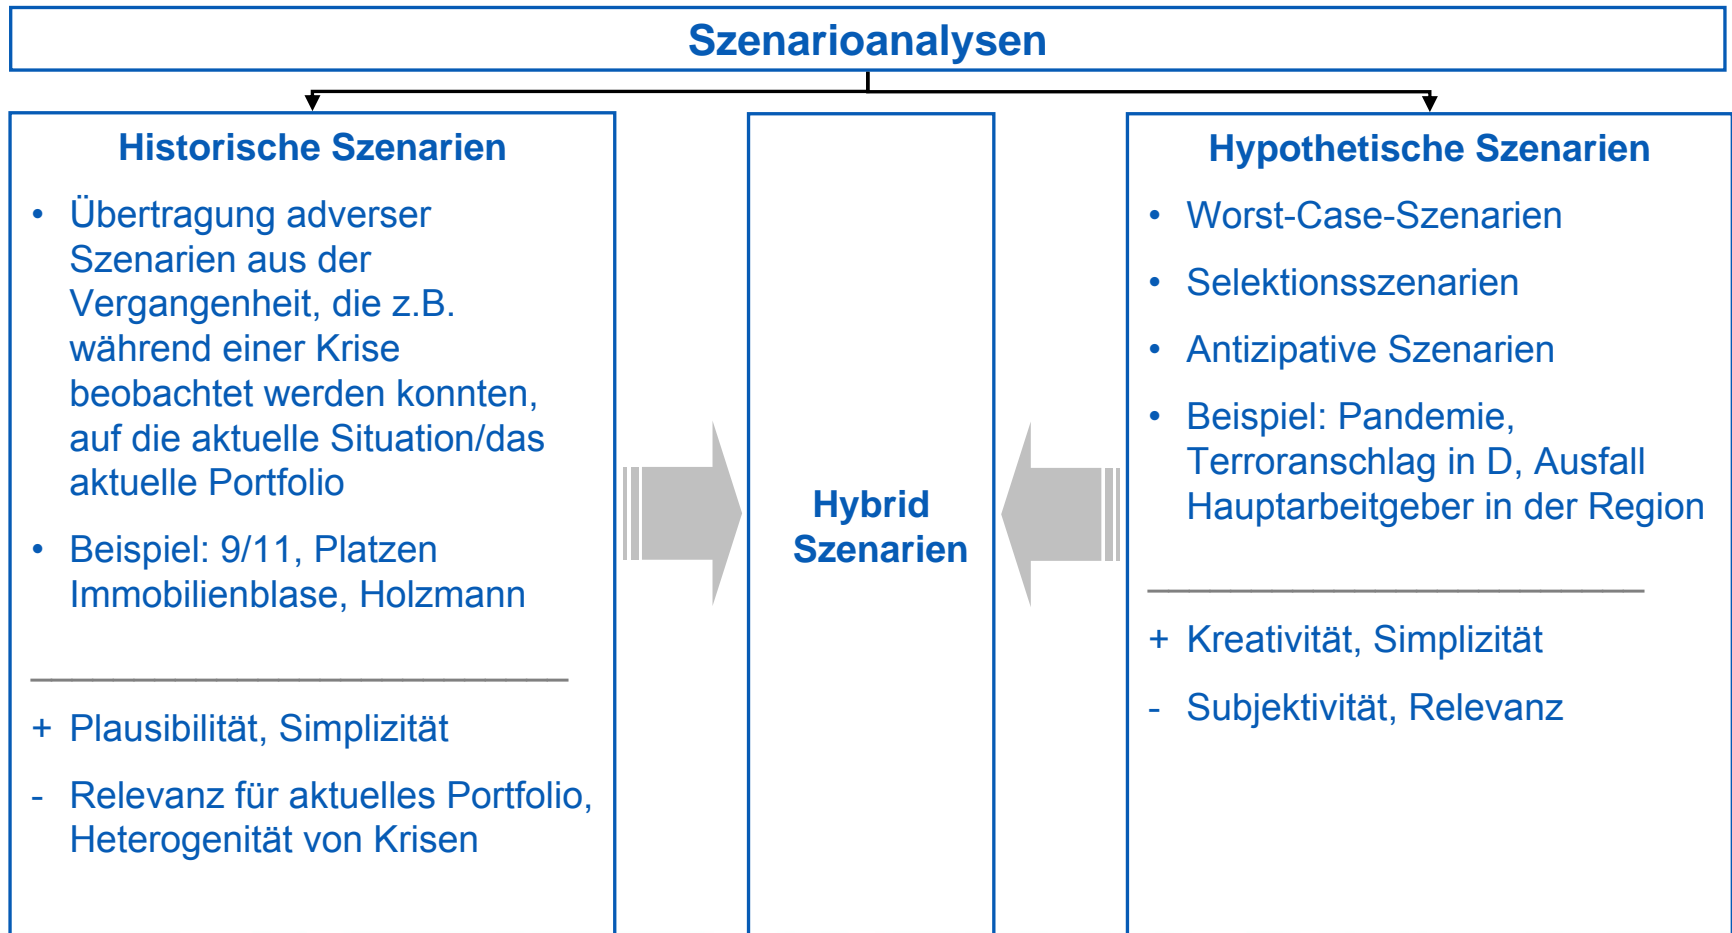 Szenarioanalysen
Historische Szenarien
• Übertragung adverser
Szenarien aus der
Vergangenheit, die z.B.
während einer Krise
beobachtet werden konnten,
auf die aktuelle Situation/das
aktuelle Portfolio
• Beispiel: 9/11, Platzen
Immobilienblase, Holzmann
+ Plausibilität, Simplizität
- Relevanz für aktuelles Portfolio,
Heterogenität von Krisen
Hybrid
Szenarien
Hypothetische Szenarien
• Worst-Case-Szenarien
• Selektionsszenarien
• Antizipative Szenarien
• Beispiel: Pandemie,
Terroranschlag in D, Ausfall
Hauptarbeitgeber in der Region
+ Kreativität, Simplizität
- Subjektivität, Relevanz